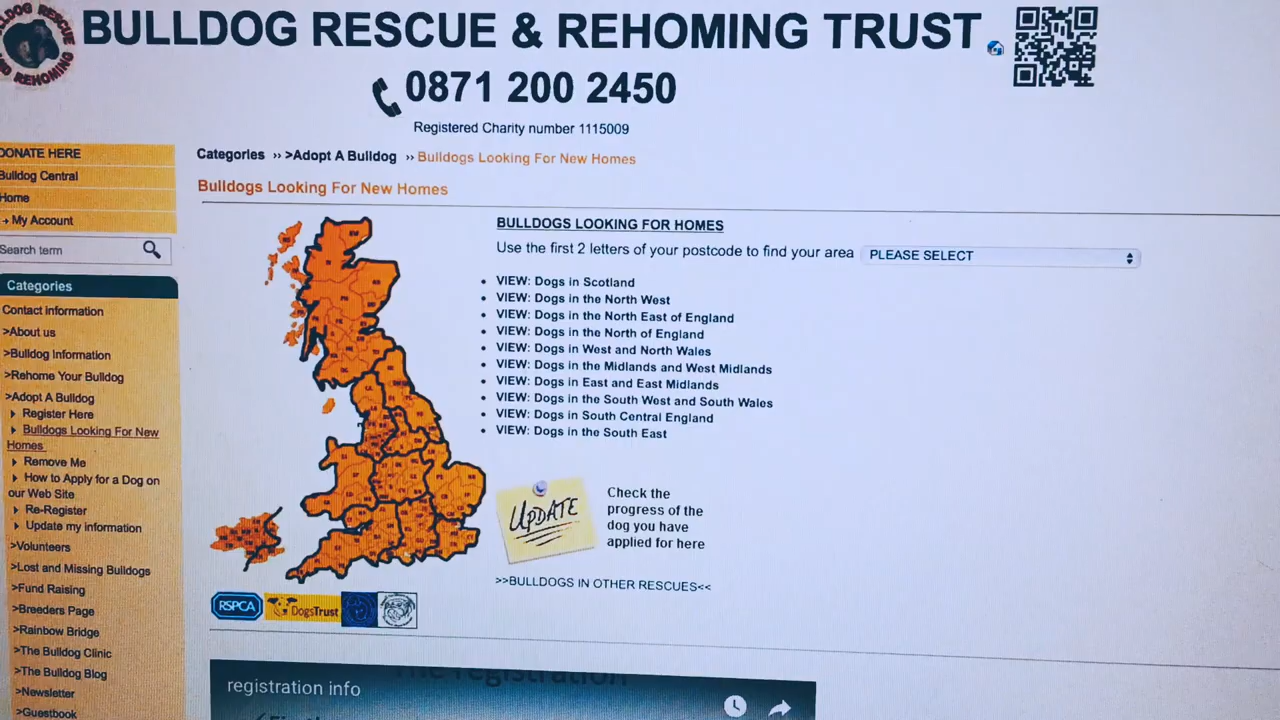 BULLDOG RESCUE & REHOMING TRUST
0871 200 2450
Registered Charity number 1115009
DONATE HERE
Bulldog Central
Home
My Account
Search term
Categories
Contact information
>About us
>Bulldog Information
>Rehome Your Bulldog
>Adopt A Bulldog
Register Here
Bulldogs Looking For New
Homes
Remove Me
How to Apply for a Dog on
our Web Site
Re-Register
Update my information
>Volunteers
>Lost and Missing Bulldogs
>Fund Raising
>Breeders Page
>Rainbow Bridge
>The Bulldog Clinic
>The Bulldog Blog
>Newsletter
>Guestbook
Categories ›› >Adopt A Bulldog ›› Bulldogs Looking For New Homes
Bulldogs Looking For New Homes
BULLDOGS LOOKING FOR HOMES
Use the first 2 letters of your postcode to find your area PLEASE SELECT
• VIEW: Dogs in Scotland
• VIEW: Dogs in the North West
• VIEW: Dogs in the North East of England
• VIEW: Dogs in the North of England
• VIEW: Dogs in West and North Wales
• VIEW: Dogs in the Midlands and West Midlands
• VIEW: Dogs in East and East Midlands
• VIEW: Dogs in the South West and South Wales
• VIEW: Dogs in South Central England
• VIEW: Dogs in the South East
UPDATE
Check the
progress of the
dog you have
applied for here
>>BULLDOGS IN OTHER RESCUES<<
RSPCA
DogsTrust
The registration
registration info